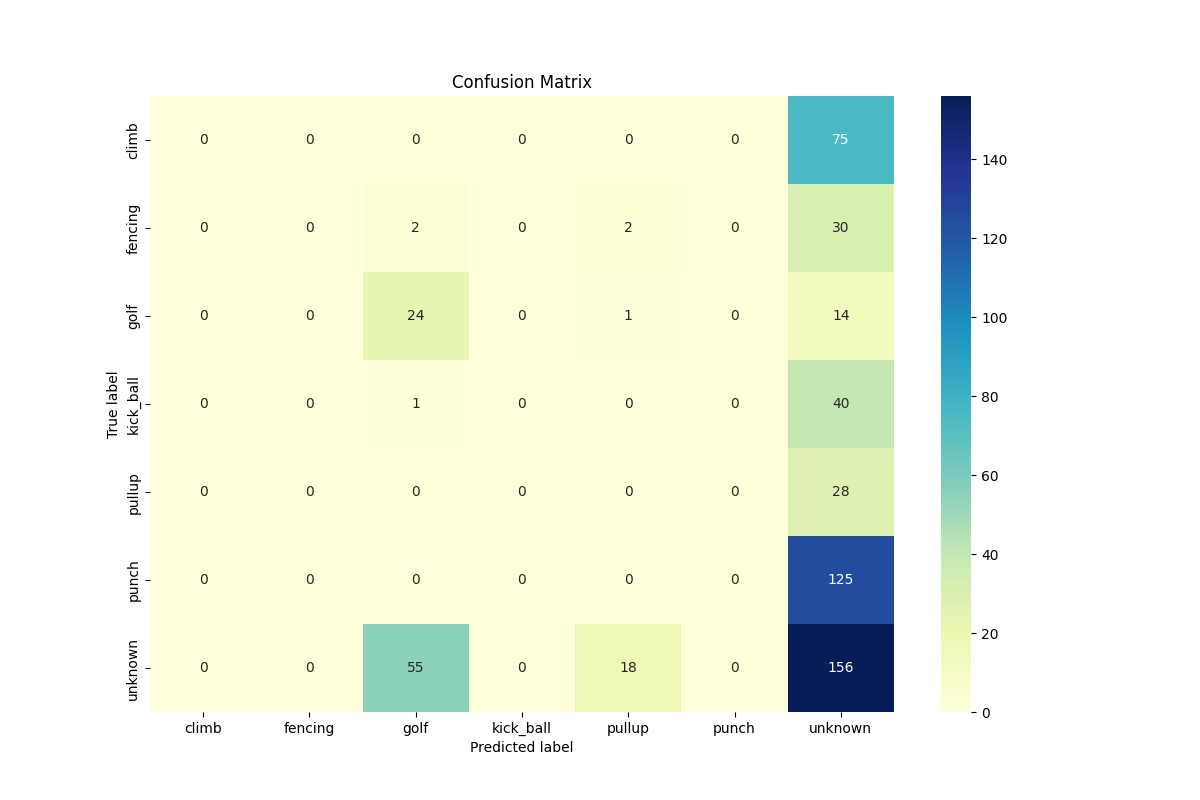 Confusion Matrix
climb 0 0 0 0 0 0 75
fencing 0 0 2 0 2 0 30
golf 0 0 24 0 1 0 14
kick_ball 0 0 1 0 0 0 40
pullup 0 0 0 0 0 0 28
punch 0 0 0 0 0 0 125
unknown 0 0 55 0 18 0 156
True label
climb fencing golf kick_ball pullup punch unknown
Predicted label
140
120
100
80
60
40
20
0